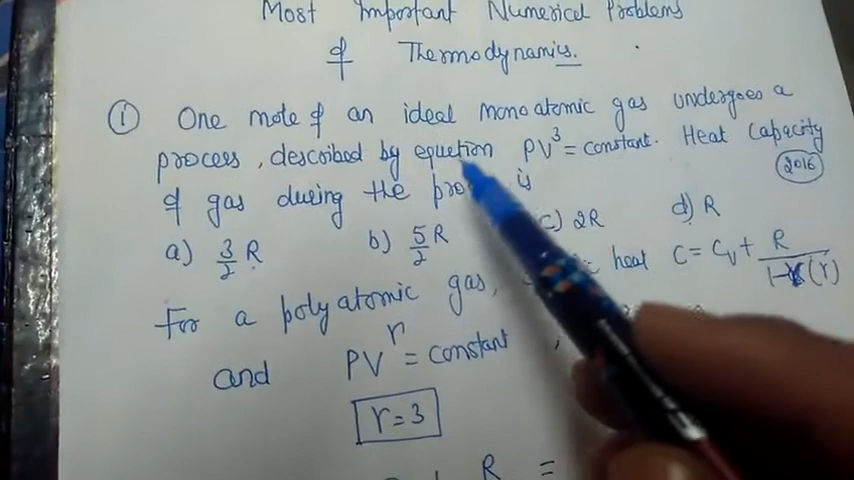 Most Important Numerical Problems
of Thermodynamics.
① One mole of an ideal monoatomic gas undergoes a
process, described by equetion PV³ = constant. Heat Capacity
of gas during the is (2016)
a) 3/2 R b) 5/2 R c) 2R d) R
For a polyatomic gas, heat C = Cv + R/1-(r)
and PV^r = constant
r = 3
R =